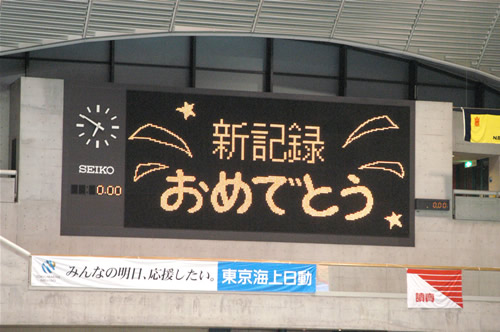 新記録
おめでとう
SEIKO
0.00
0.00
みんなの明日、応援したい。
東京海上日動